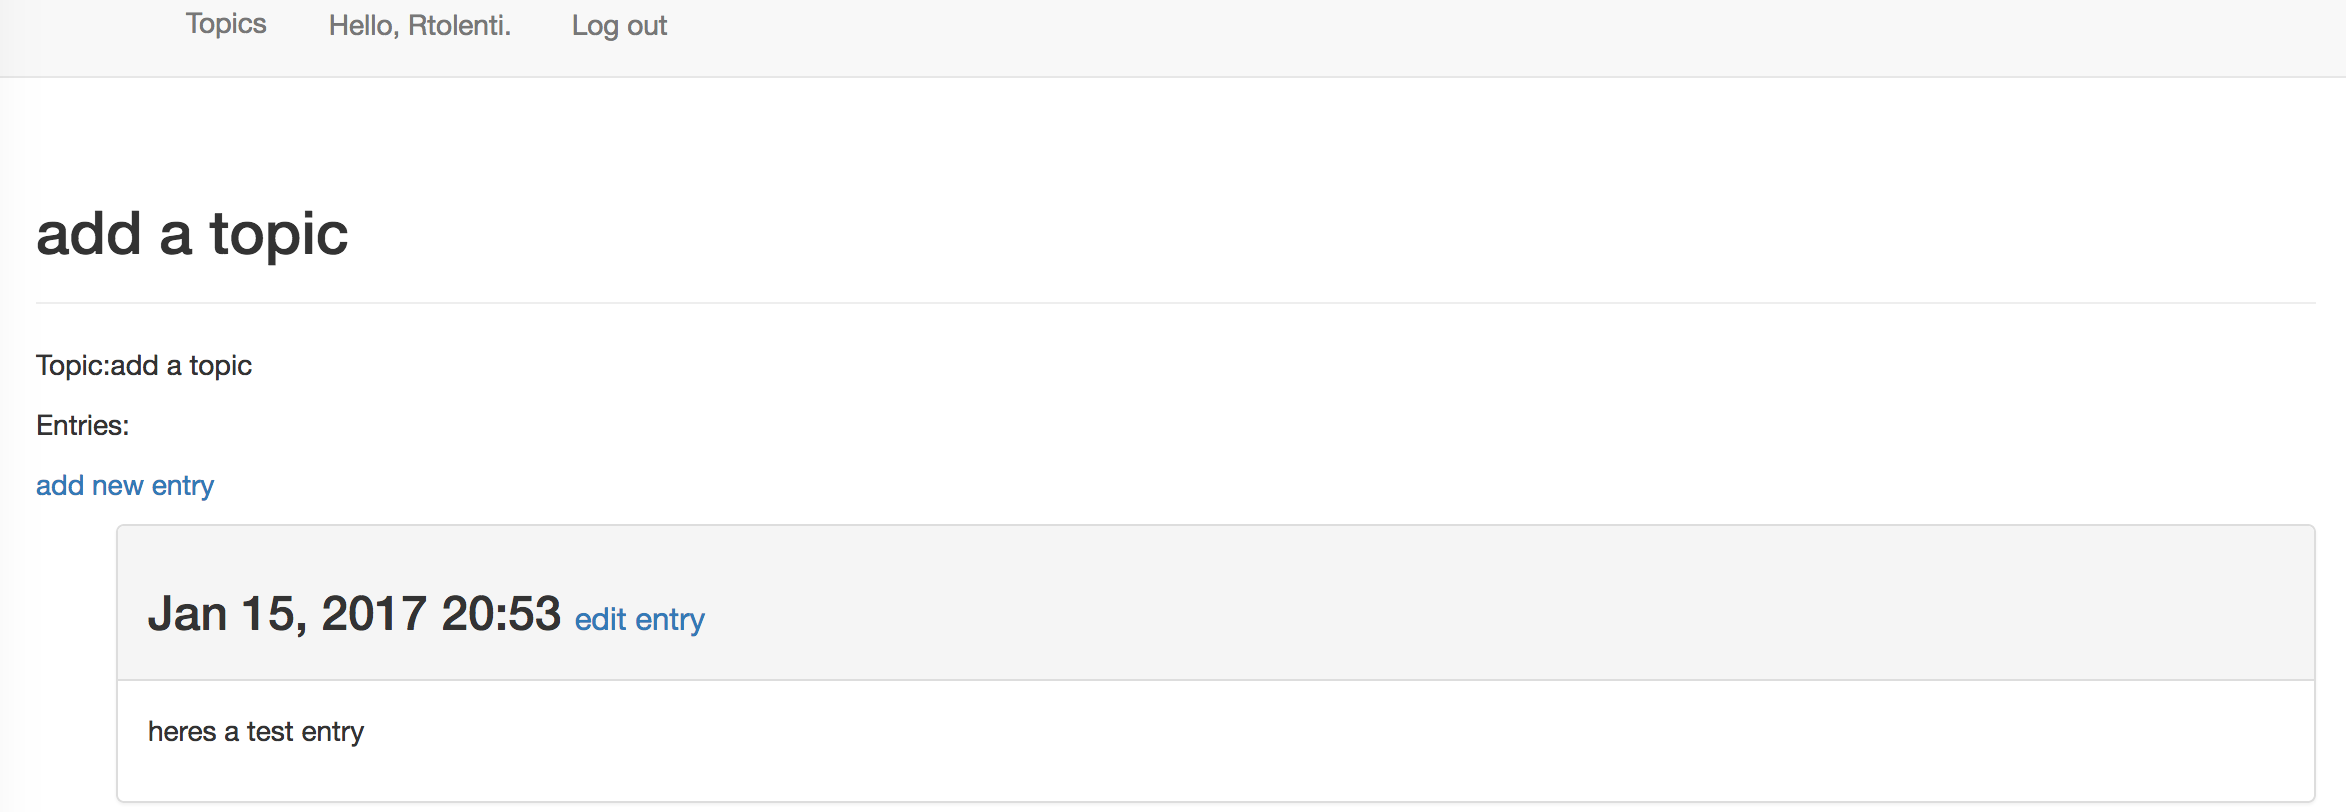 Topics Hello, Rtolenti. Log out
add a topic
Topic:add a topic
Entries:
add new entry
Jan 15, 2017 20:53 edit entry
heres a test entry